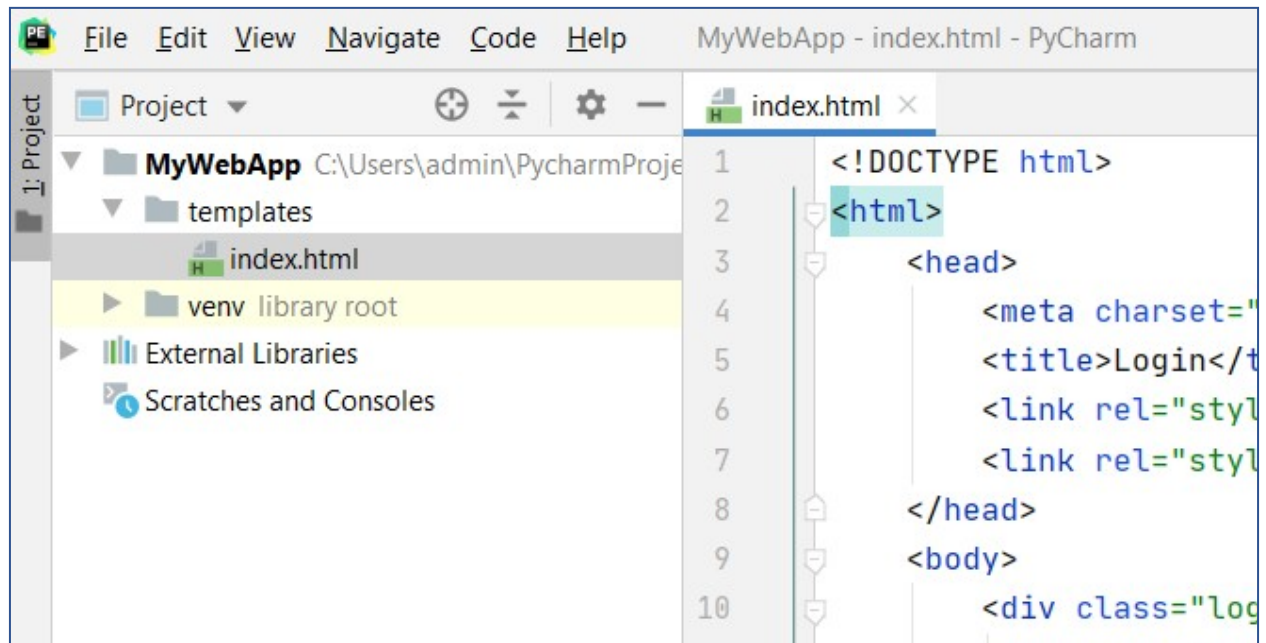 PE File Edit View Navigate Code Help MyWebApp - index.html - PyCharm
1: Project
Project
MyWebApp C:\Users\admin\PycharmProje
templates
H index.html
venv library root
External Libraries
Scratches and Consoles
H index.html
1 <!DOCTYPE html>
2 <html>
3 <head>
4 <meta charset="
5 <title>Login</t
6 <link rel="styl
7 <link rel="styl
8 </head>
9 <body>
10 <div class="log